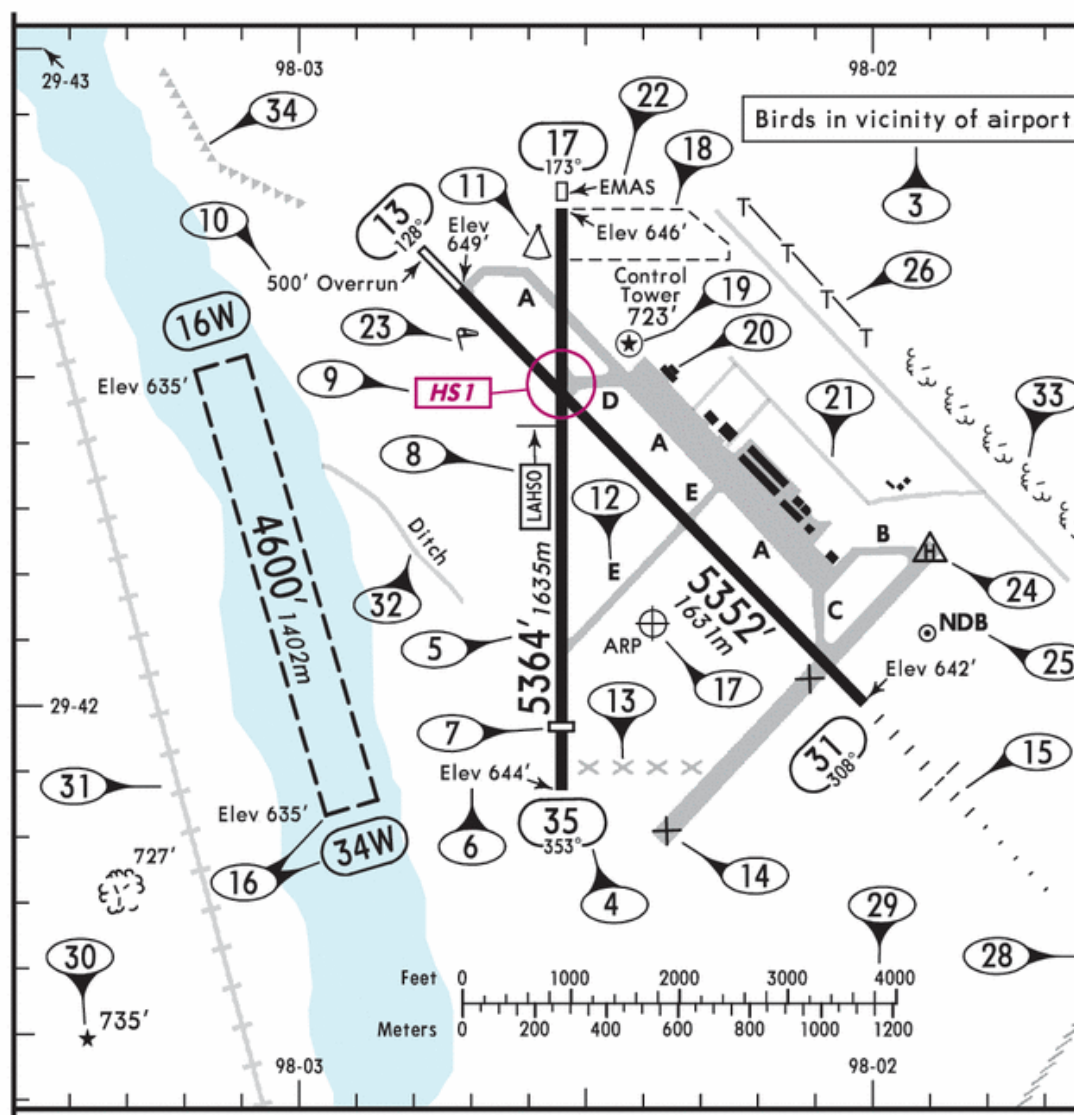 98-03
98-02
29-43
34
22
17
173°
18
Birds in vicinity of airport
3
11
EMAS
13
128°
Elev
649'
Elev 646'
10
500' Overrun
A
Control
Tower
723'
19
26
T
T
T
T
16W
23
20
Elev 635'
9
HS1
D
21
33
8
LAHSO
A
12
E
B
4600'
1402m
Ditch
32
E
A
H
24
5
5364' 1635m
5352'
1631m
C
NDB
25
ARP
17
Elev 642'
29-42
13
7
31
308°
15
31
Elev 644'
Elev 635'
35
353°
6
34W
727'
16
14
4
29
30
28
735'
Feet 0 1000 2000 3000 4000
Meters 0 200 400 600 800 1000 1200
98-03
98-02